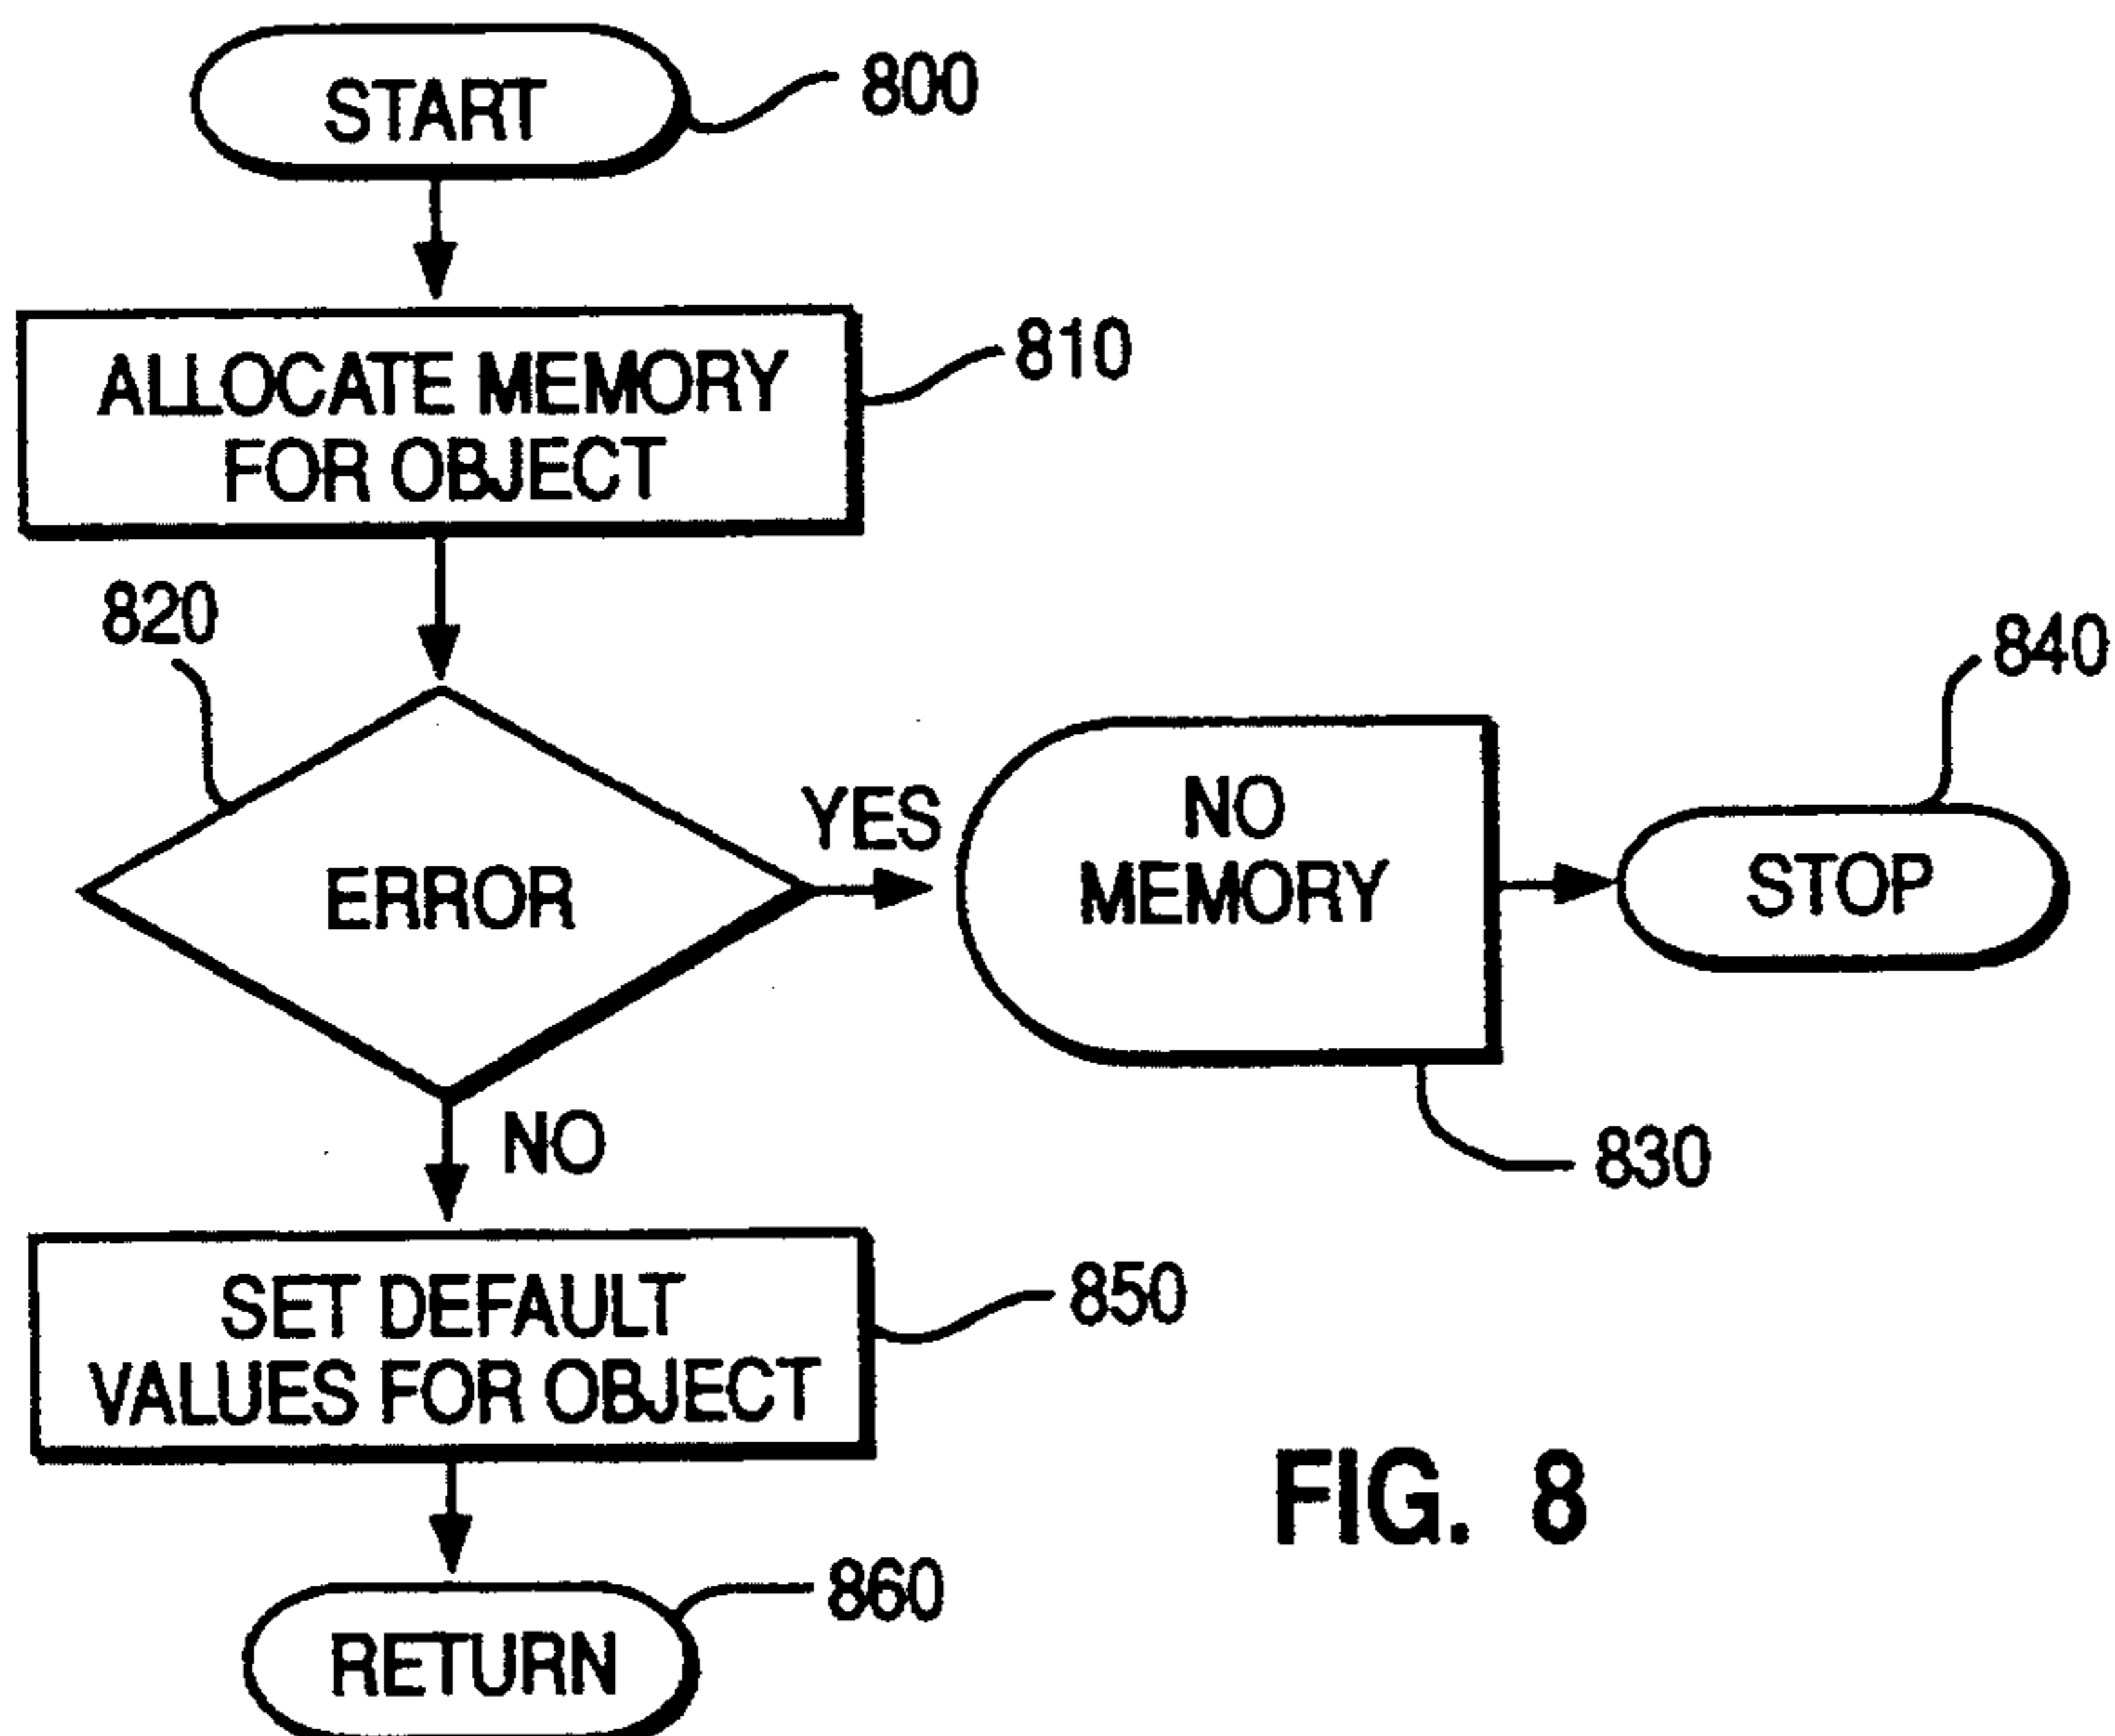 START
800
ALLOCATE MEMORY
FOR OBJECT
810
820
ERROR
YES
NO
MEMORY
830
STOP
840
NO
SET DEFAULT
VALUES FOR OBJECT
850
RETURN
860
FIG. 8